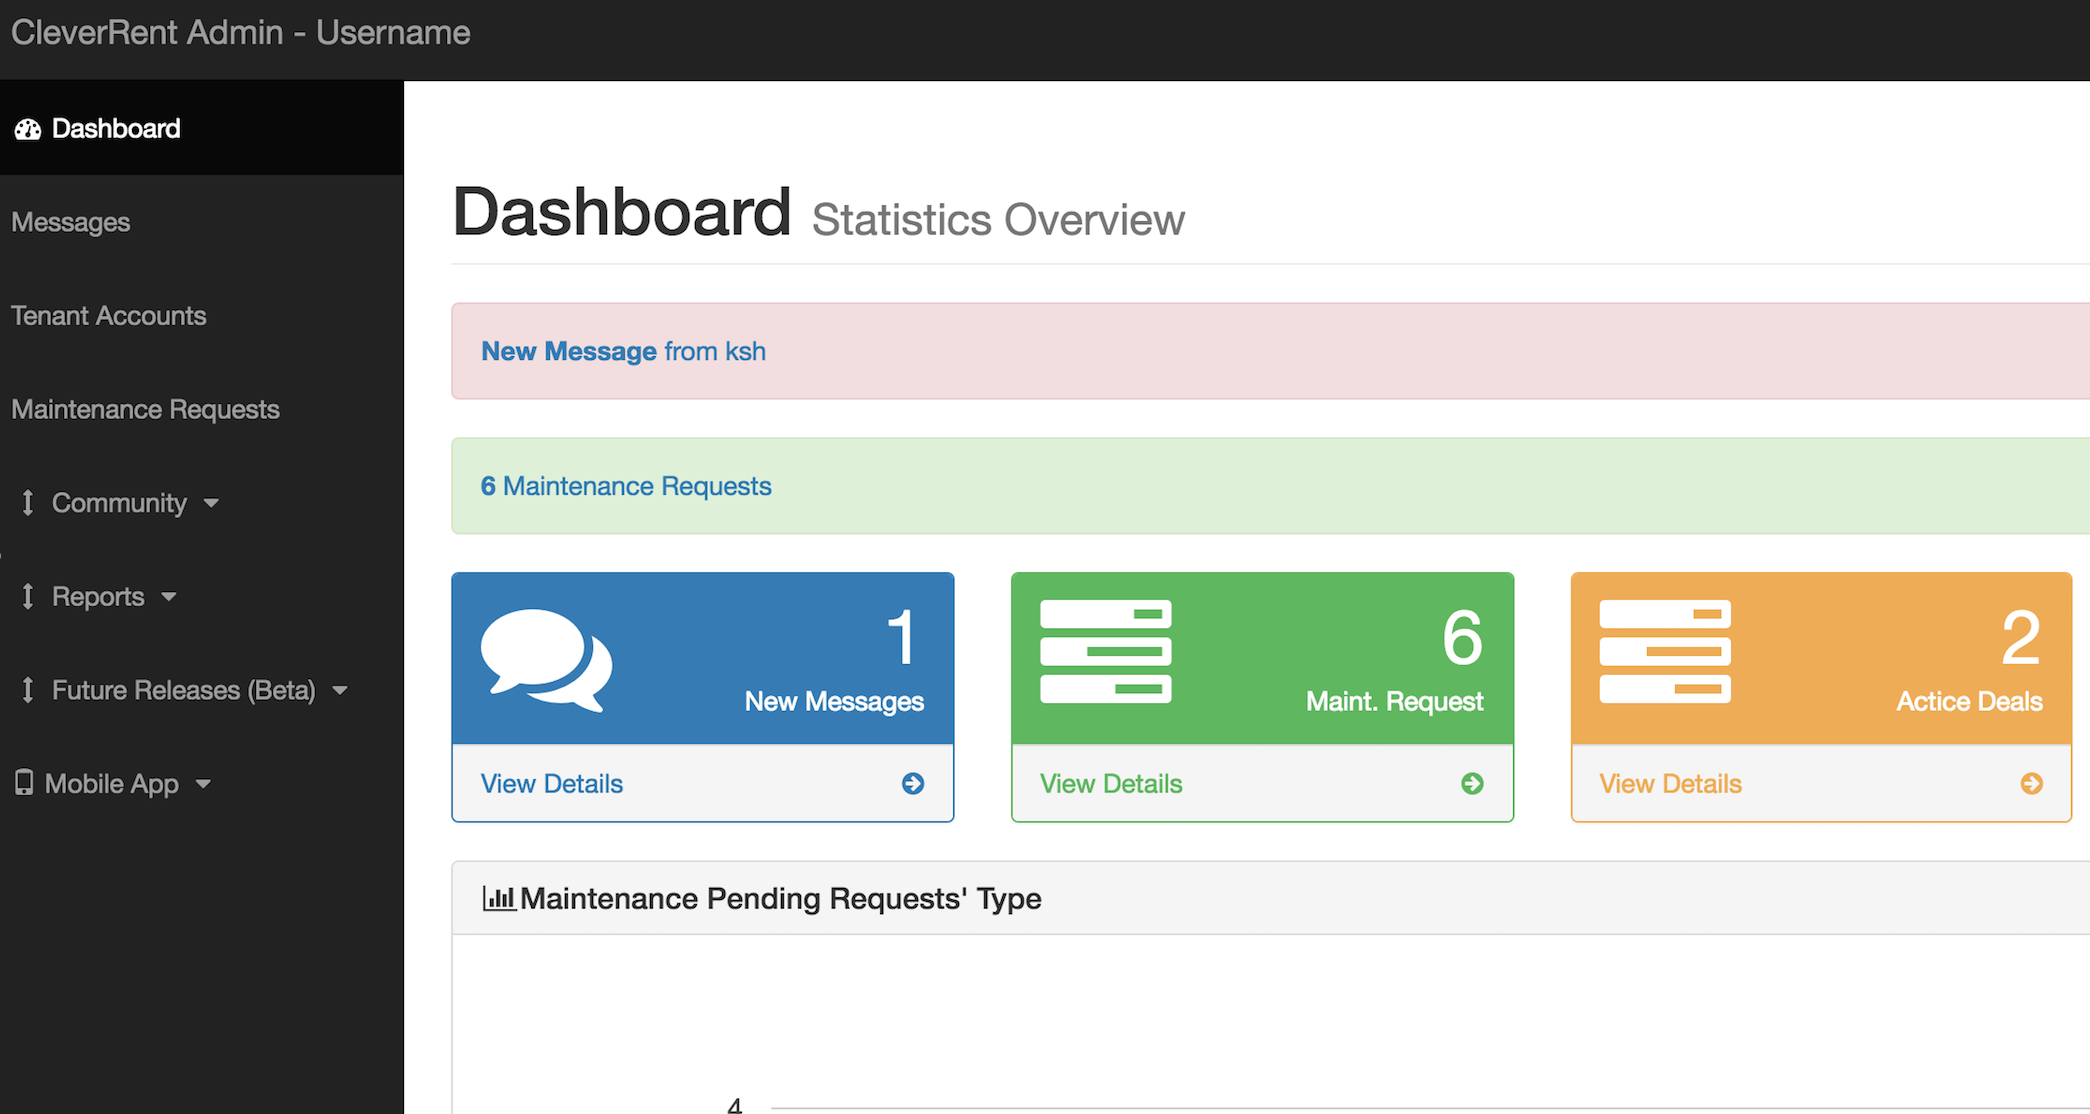 CleverRent Admin - Username
Dashboard
Messages
Tenant Accounts
Maintenance Requests
Community
Reports
Future Releases (Beta)
Mobile App
Dashboard Statistics Overview
New Message from ksh
6 Maintenance Requests
1
New Messages
View Details
6
Maint. Request
View Details
2
Actice Deals
View Details
Maintenance Pending Requests' Type
4